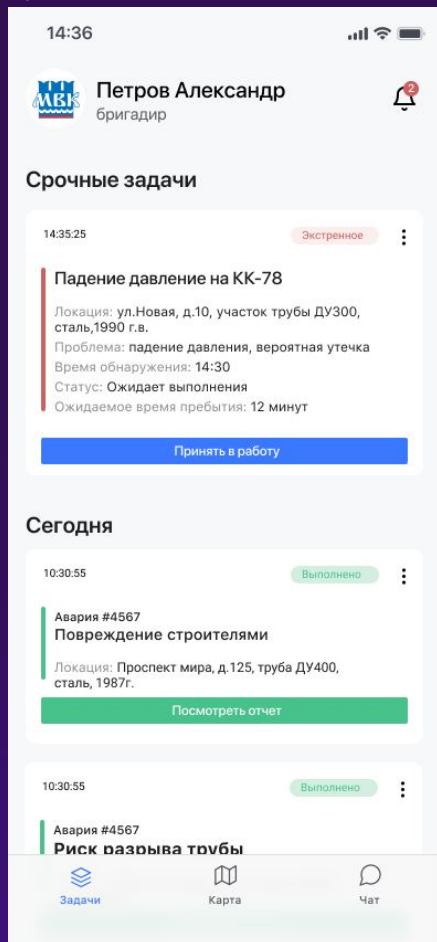 14:36
МВК
Петров Александр
2
бригадир
Срочные задачи
14:35:25
Экстренное
Падение давление на КК-78
Локация: ул.Новая, д.10, участок трубы ДУ300,
сталь,1990 г.в.
Проблема: падение давления, вероятная утечка
Время обнаружения: 14:30
Статус: Ожидает выполнения
Ожидаемое время пребытия: 12 минут
Принять в работу
Сегодня
10:30:55
Выполнено
Авария #4567
Повреждение строителями
Локация: Проспект мира, д.125, труба ДУ400,
сталь, 1987г.
Посмотреть отчет
10:30:55
Выполнено
Авария #4567
Риск разрыва трубы
Задачи
Карта
Чат